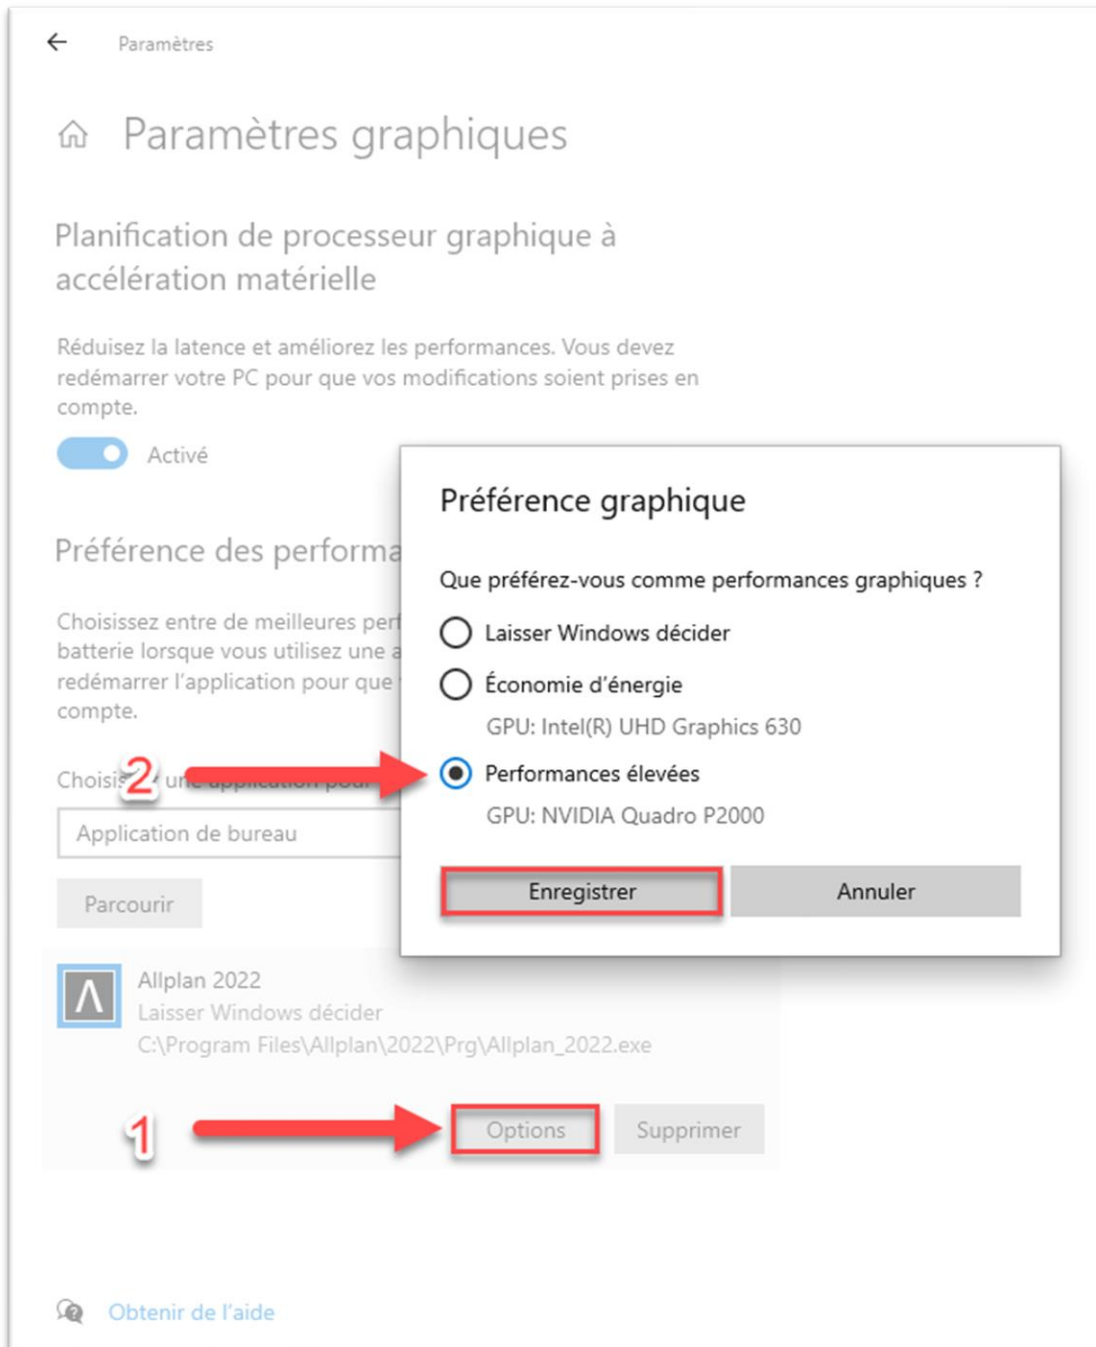 Paramètres
Paramètres graphiques
Planification de processeur graphique à
accélération matérielle
Réduisez la latence et améliorez les performances. Vous devez
redémarrer votre PC pour que vos modifications soient prises en
compte.
Activé
Préférence des performa
Choisissez entre de meilleures perf
batterie lorsque vous utilisez une a
redémarrer l'application pour que
compte.
une application pour
Application de bureau
Parcourir
Préférence graphique
Que préférez-vous comme performances graphiques ?
Laisser Windows décider
Économie d'énergie
GPU: Intel(R) UHD Graphics 630
2
Performances élevées
GPU: NVIDIA Quadro P2000
Enregistrer
Annuler
Allplan 2022
Laisser Windows décider
C:\Program Files\Allplan\2022\Prg\Allplan_2022.exe
1
Options
Supprimer
Obtenir de l'aide